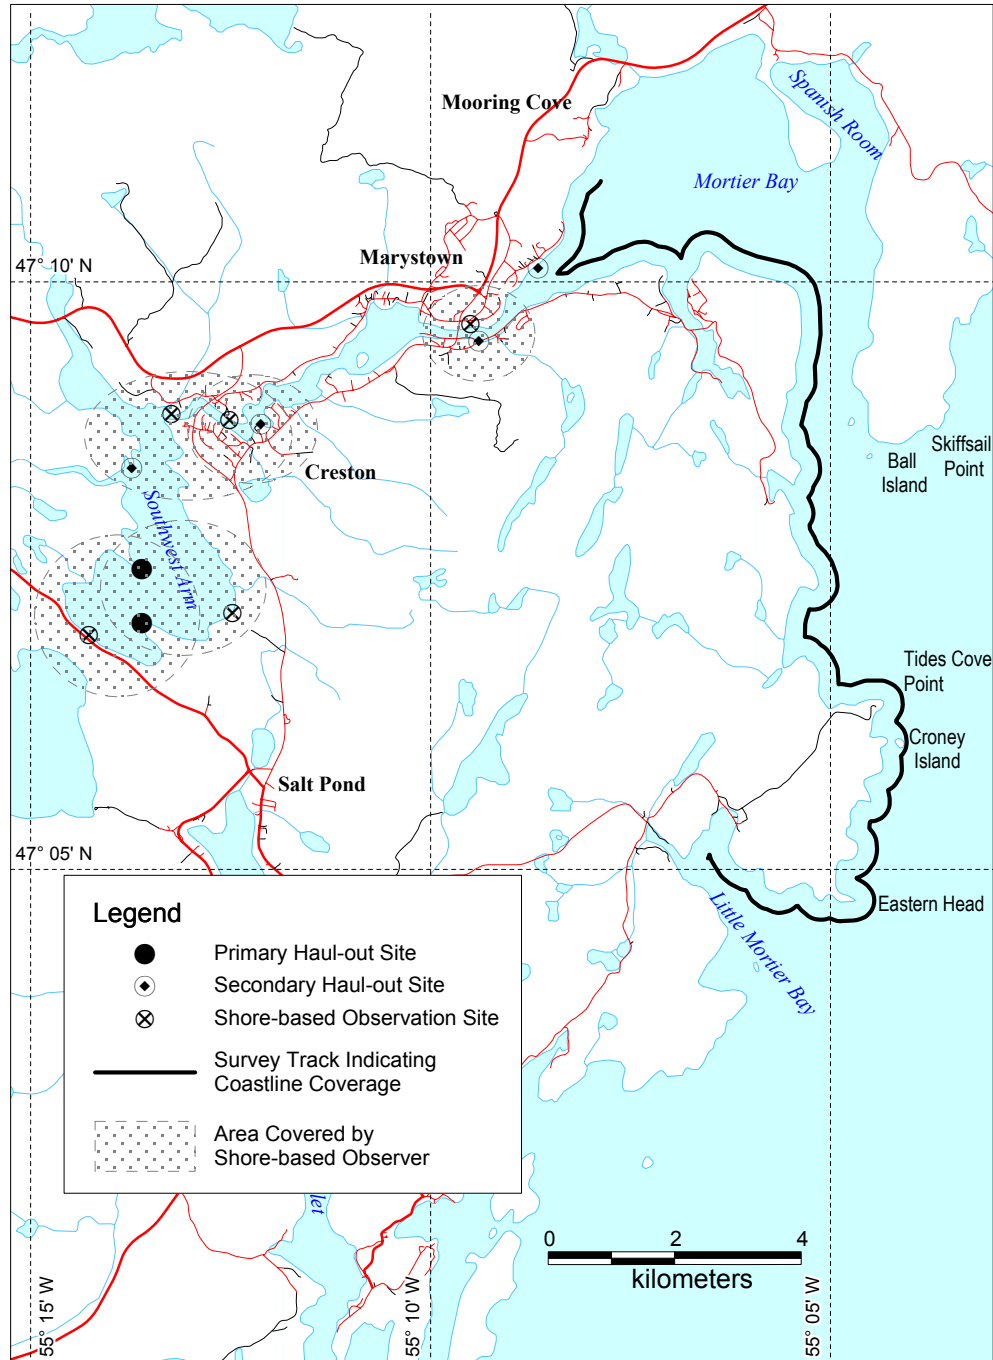 Mooring Cove
Spanish Room
Mortier Bay
Marystown
47° 10' N
Skiffsail
Point
Ball
Island
Creston
Southwest Arm
Tides Cove
Point
Croney
Island
Salt Pond
47° 05' N
Eastern Head
Little Mortier Bay
Legend
Primary Haul-out Site
Secondary Haul-out Site
Shore-based Observation Site
Survey Track Indicating
Coastline Coverage
Area Covered by
Shore-based Observer
let
0 2 4
kilometers
55° 15' W
55° 10' W
55° 05' W